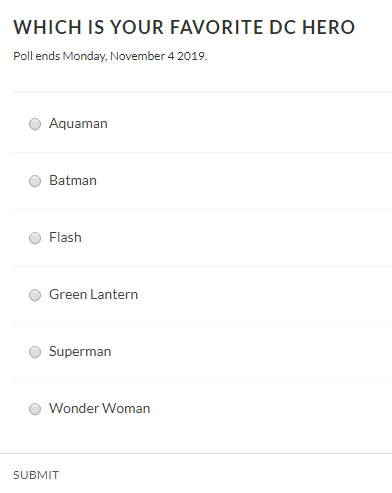 WHICH IS YOUR FAVORITE DC HERO
Poll ends Monday, November 4 2019.
Aquaman
Batman
Flash
Green Lantern
Superman
Wonder Woman
SUBMIT